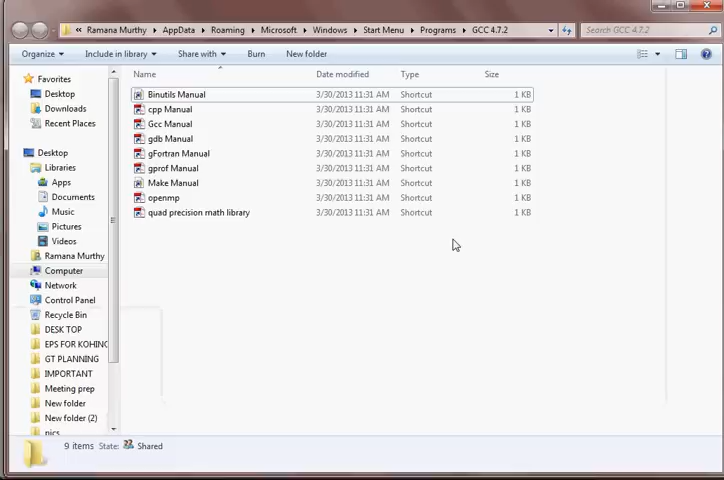 « Ramana Murthy ▸ AppData ▸ Roaming ▸ Microsoft ▸ Windows ▸ Start Menu ▸ Programs ▸ GCC 4.7.2
Search GCC 4.7.2
Organize Include in library Share with Burn New folder
Name Date modified Type Size
Favorites
Desktop
Downloads
Recent Places
Desktop
Libraries
Apps
Documents
Music
Pictures
Videos
Ramana Murthy
Computer
Network
Control Panel
Recycle Bin
DESK TOP
EPS FOR KOHING
GT PLANNING
IMPORTANT
Meeting prep
New folder
New folder (2)
pics
Binutils Manual 3/30/2013 11:31 AM Shortcut 1 KB
cpp Manual 3/30/2013 11:31 AM Shortcut 1 KB
Gcc Manual 3/30/2013 11:31 AM Shortcut 1 KB
gdb Manual 3/30/2013 11:31 AM Shortcut 1 KB
gFortran Manual 3/30/2013 11:31 AM Shortcut 1 KB
gprof Manual 3/30/2013 11:31 AM Shortcut 1 KB
Make Manual 3/30/2013 11:31 AM Shortcut 1 KB
openmp 3/30/2013 11:31 AM Shortcut 1 KB
quad precision math library 3/30/2013 11:31 AM Shortcut 1 KB
9 items State: Shared